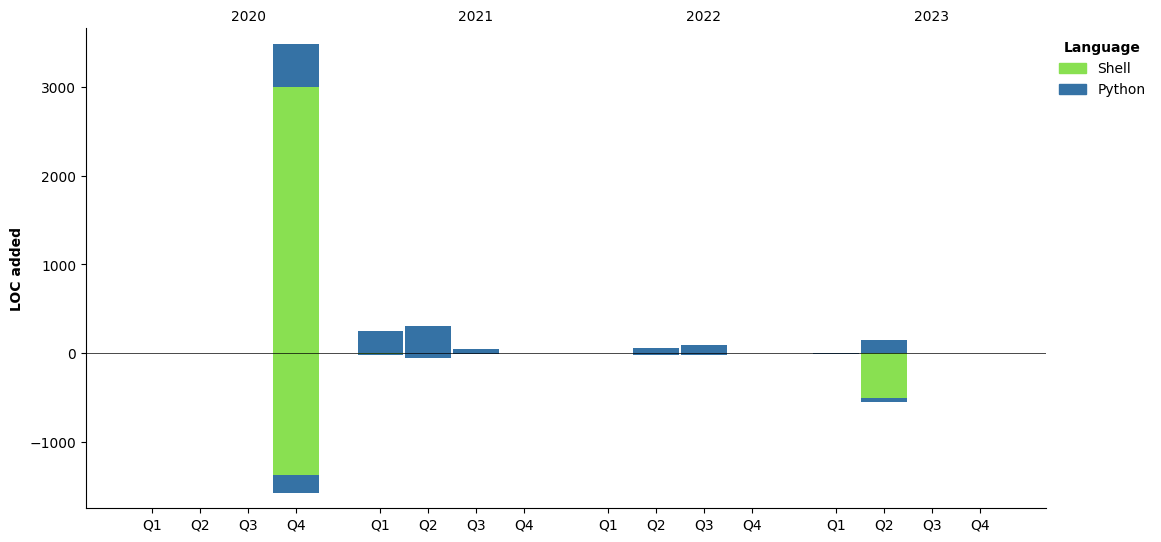 2020 2021 2022 2023
Language
Shell
Python
LOC added
3000
2000
1000
0
−1000
Q1 Q2 Q3 Q4 Q1 Q2 Q3 Q4 Q1 Q2 Q3 Q4 Q1 Q2 Q3 Q4